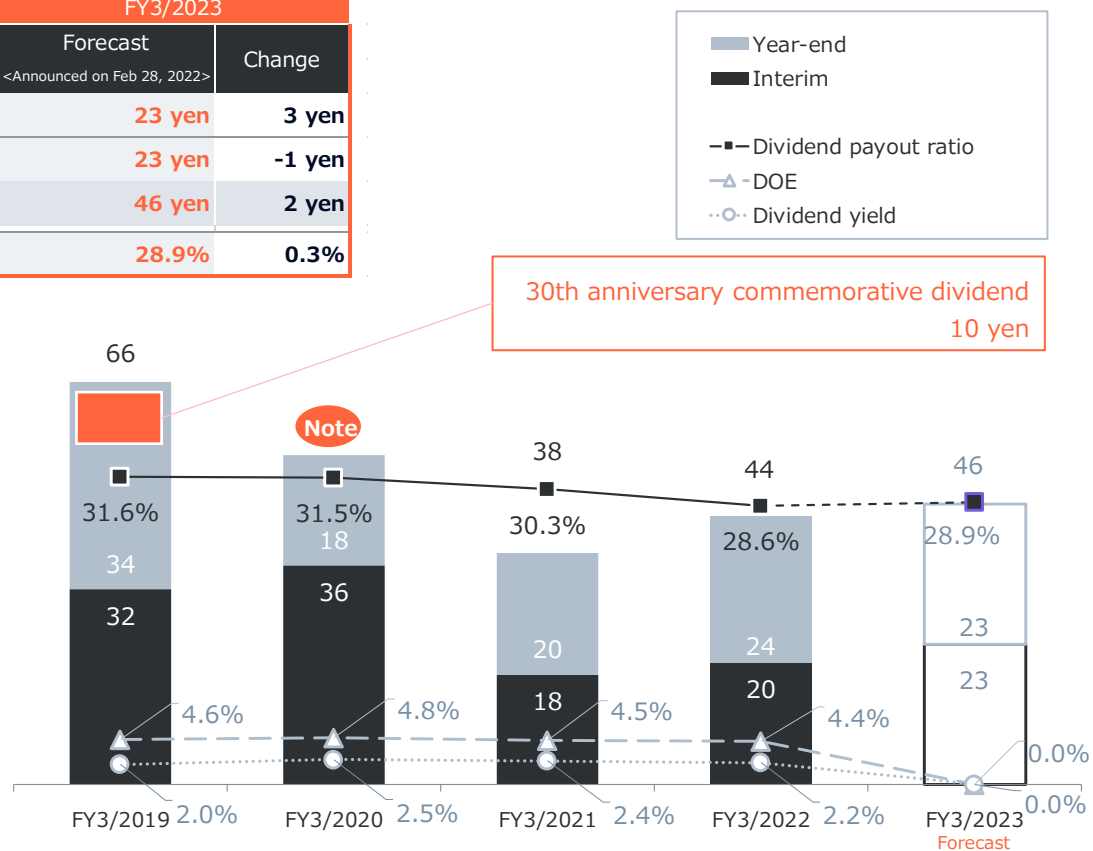 FY3/2023
Forecast
<Announced on Feb 28, 2022>
Change
23 yen 3 yen
23 yen -1 yen
46 yen 2 yen
28.9% 0.3%
Year-end
Interim
Dividend payout ratio
DOE
Dividend yield
30th anniversary commemorative dividend
10 yen
66
Note
38
44
46
31.6%
31.5%
30.3%
28.6%
28.9%
34
18
20
24
23
32
36
18
20
23
4.6%
4.8%
4.5%
4.4%
0.0%
2.0%
2.5%
2.4%
2.2%
0.0%
FY3/2019
FY3/2020
FY3/2021
FY3/2022
FY3/2023
Forecast